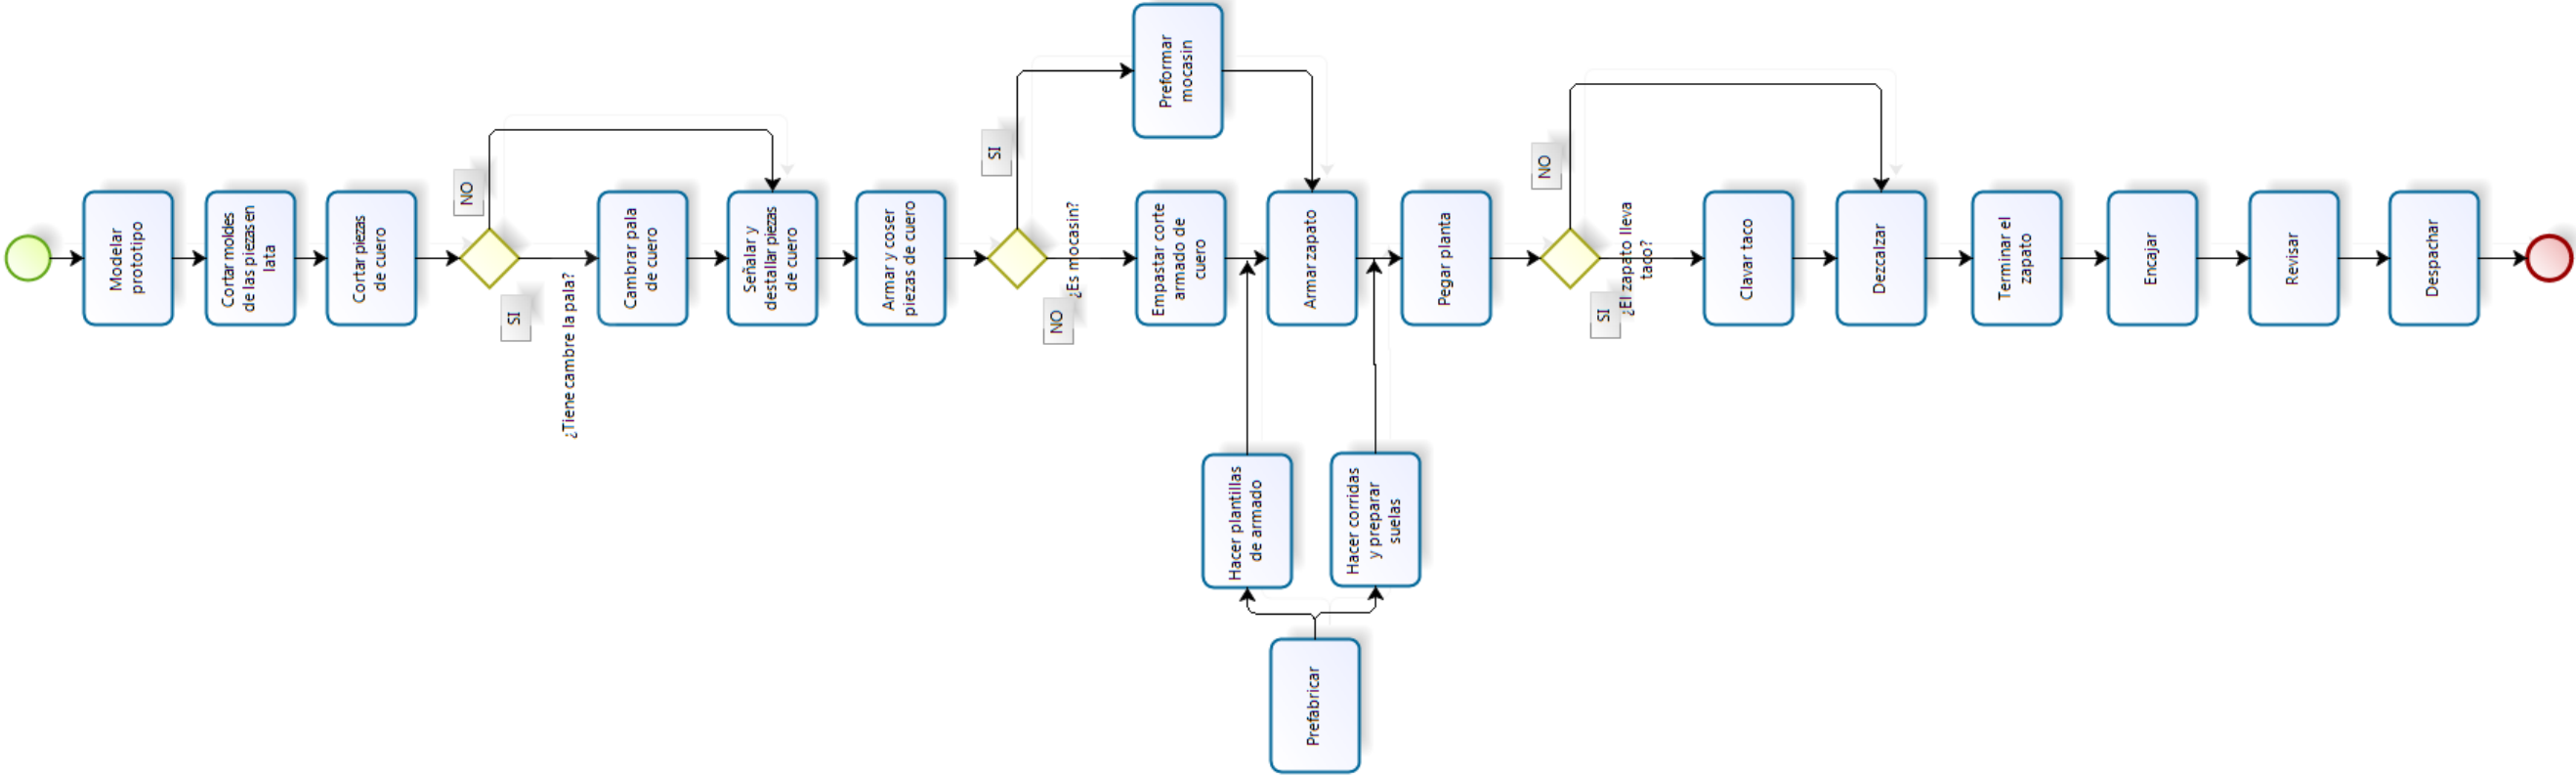 Modelar
prototipo
Cortar moldes
de las piezas en
lata
Cortar piezas
de cuero
NO
SI
¿Tiene cambre la pala?
Cambrar pala
de cuero
Señalar y
destallar piezas
de cuero
Armar y coser
piezas de cuero
SI
NO
¿Es mocasin?
Preformar
mocasin
Empastar corte
armado de
cuero
Hacer plantillas
de armado
Armar zapato
Prefabricar
Hacer corridas
y preparar
suelas
Pegar planta
NO
SI
¿El zapato lleva
taco?
Clavar taco
Dezcalzar
Terminar el
zapato
Encajar
Revisar
Despachar